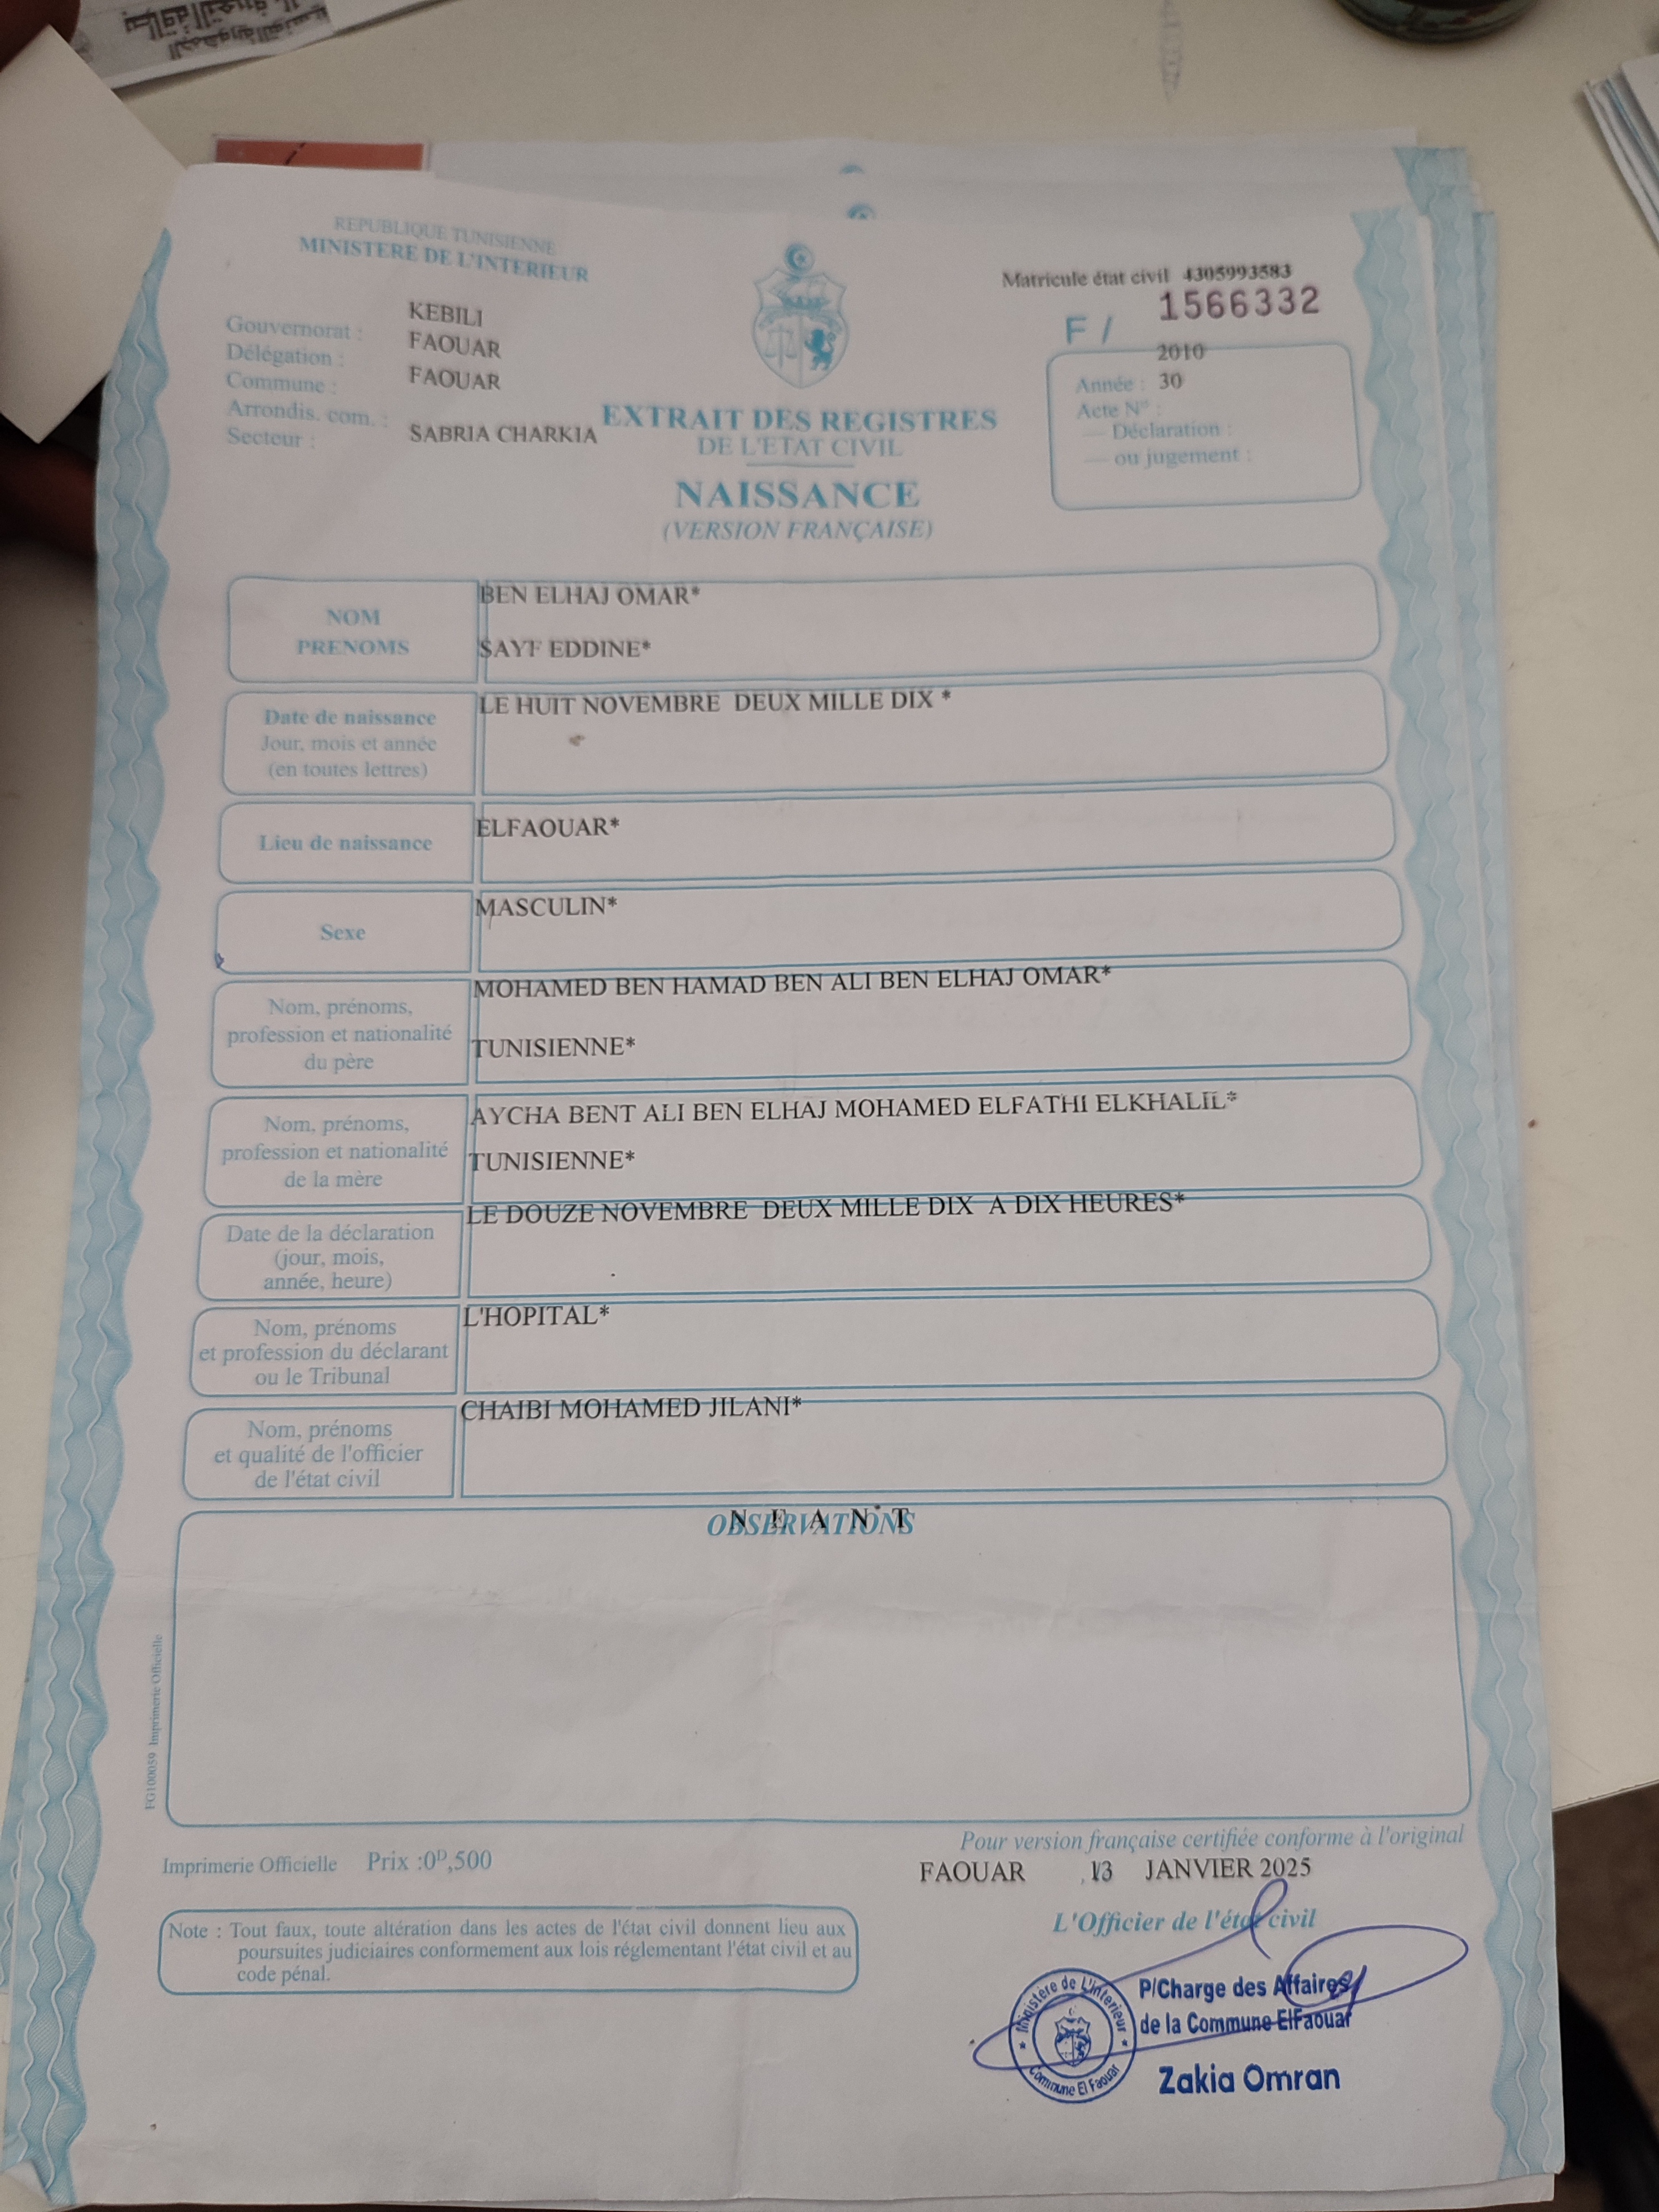 الجمهورية التونسية
بطاقة التعريف
REPUBLIQUE TUNISIENNE
MINISTERE DE L'INTERIEUR
Gouvernorat : KEBILI
Délégation : FAOUAR
Commune : FAOUAR
Arrondis. com. :
Secteur : SABRIA CHARKIA
Matricule état civil 4305993583
F / 1566332
2010
Année : 30
Acte N° :
— Déclaration :
— ou jugement :
EXTRAIT DES REGISTRES
DE L'ETAT CIVIL
NAISSANCE
(VERSION FRANÇAISE)
NOM BEN ELHAJ OMAR*
PRENOMS SAYF EDDINE*
Date de naissance LE HUIT NOVEMBRE DEUX MILLE DIX *
Jour, mois et année
(en toutes lettres)
Lieu de naissance ELFAOUAR*
Sexe MASCULIN*
Nom, prénoms, MOHAMED BEN HAMAD BEN ALI BEN ELHAJ OMAR*
profession et nationalité TUNISIENNE*
du père
Nom, prénoms, AYCHA BENT ALI BEN ELHAJ MOHAMED ELFATHI ELKHALIL*
profession et nationalité TUNISIENNE*
de la mère
Date de la déclaration LE DOUZE NOVEMBRE DEUX MILLE DIX A DIX HEURES*
(jour, mois,
année, heure)
Nom, prénoms L'HOPITAL*
et profession du déclarant
ou le Tribunal
Nom, prénoms CHAIBI MOHAMED JILANI*
et qualité de l'officier
de l'état civil
N E A N T
OBSERVATIONS
FG100059 Imprimerie Officielle
Imprimerie Officielle Prix :0ᴰ,500
Pour version française certifiée conforme à l'original
FAOUAR , 13 JANVIER 2025
L'Officier de l'état civil
Note : Tout faux, toute altération dans les actes de l'état civil donnent lieu aux
poursuites judiciaires conformement aux lois réglementant l'état civil et au
code pénal.
Ministère de L'Interieur
Commune El Faouar
P/Charge des Affaires
de la Commune ElFaouar
Zakia Omran